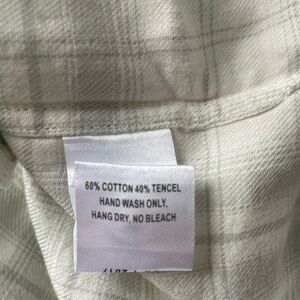 60% COTTON 40% TENCEL
HAND WASH ONLY,
HANG DRY, NO BLEACH